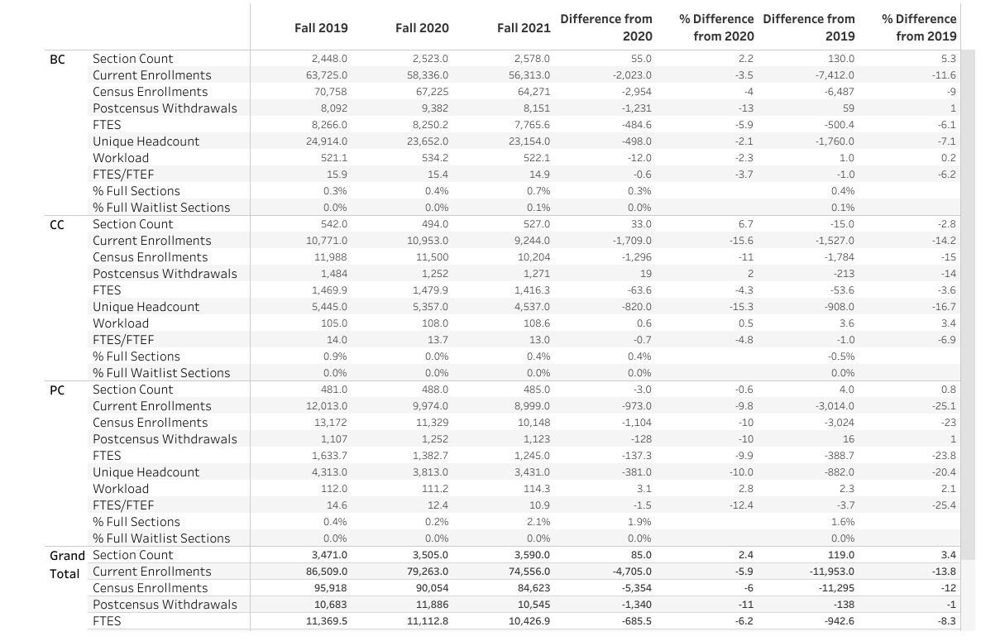 Fall 2019 Fall 2020 Fall 2021 Difference from 2020 % Difference from 2020 Difference from 2019 % Difference from 2019
BC Section Count 2,448.0 2,523.0 2,578.0 55.0 2.2 130.0 5.3
Current Enrollments 63,725.0 58,336.0 56,313.0 -2,023.0 -3.5 -7,412.0 -11.6
Census Enrollments 70,758 67,225 64,271 -2,954 -4 -6,487 -9
Postcensus Withdrawals 8,092 9,382 8,151 -1,231 -13 59 1
FTES 8,266.0 8,250.2 7,765.6 -484.6 -5.9 -500.4 -6.1
Unique Headcount 24,914.0 23,652.0 23,154.0 -498.0 -2.1 -1,760.0 -7.1
Workload 521.1 534.2 522.1 -12.0 -2.3 1.0 0.2
FTES/FTEF 15.9 15.4 14.9 -0.6 -3.7 -1.0 -6.2
% Full Sections 0.3% 0.4% 0.7% 0.3% 0.4%
% Full Waitlist Sections 0.0% 0.0% 0.1% 0.0% 0.1%
CC Section Count 542.0 494.0 527.0 33.0 6.7 -15.0 -2.8
Current Enrollments 10,771.0 10,953.0 9,244.0 -1,709.0 -15.6 -1,527.0 -14.2
Census Enrollments 11,988 11,500 10,204 -1,296 -11 -1,784 -15
Postcensus Withdrawals 1,484 1,252 1,271 19 2 -213 -14
FTES 1,469.9 1,479.9 1,416.3 -63.6 -4.3 -53.6 -3.6
Unique Headcount 5,445.0 5,357.0 4,537.0 -820.0 -15.3 -908.0 -16.7
Workload 105.0 108.0 108.6 0.6 0.5 3.6 3.4
FTES/FTEF 14.0 13.7 13.0 -0.7 -4.8 -1.0 -6.9
% Full Sections 0.9% 0.0% 0.4% 0.4% -0.5%
% Full Waitlist Sections 0.0% 0.0% 0.0% 0.0% 0.0%
PC Section Count 481.0 488.0 485.0 -3.0 -0.6 4.0 0.8
Current Enrollments 12,013.0 9,974.0 8,999.0 -973.0 -9.8 -3,014.0 -25.1
Census Enrollments 13,172 11,329 10,148 -1,104 -10 -3,024 -23
Postcensus Withdrawals 1,107 1,252 1,123 -128 -10 16 1
FTES 1,633.7 1,382.7 1,245.0 -137.3 -9.9 -388.7 -23.8
Unique Headcount 4,313.0 3,813.0 3,431.0 -381.0 -10.0 -882.0 -20.4
Workload 112.0 111.2 114.3 3.1 2.8 2.3 2.1
FTES/FTEF 14.6 12.4 10.9 -1.5 -12.4 -3.7 -25.4
% Full Sections 0.4% 0.2% 2.1% 1.9% 1.6%
% Full Waitlist Sections 0.0% 0.0% 0.0% 0.0% 0.0%
Grand Total Section Count 3,471.0 3,505.0 3,590.0 85.0 2.4 119.0 3.4
Current Enrollments 86,509.0 79,263.0 74,556.0 -4,705.0 -5.9 -11,953.0 -13.8
Census Enrollments 95,918 90,054 84,623 -5,354 -6 -11,295 -12
Postcensus Withdrawals 10,683 11,886 10,545 -1,340 -11 -138 -1
FTES 11,369.5 11,112.8 10,426.9 -685.5 -6.2 -942.6 -8.3